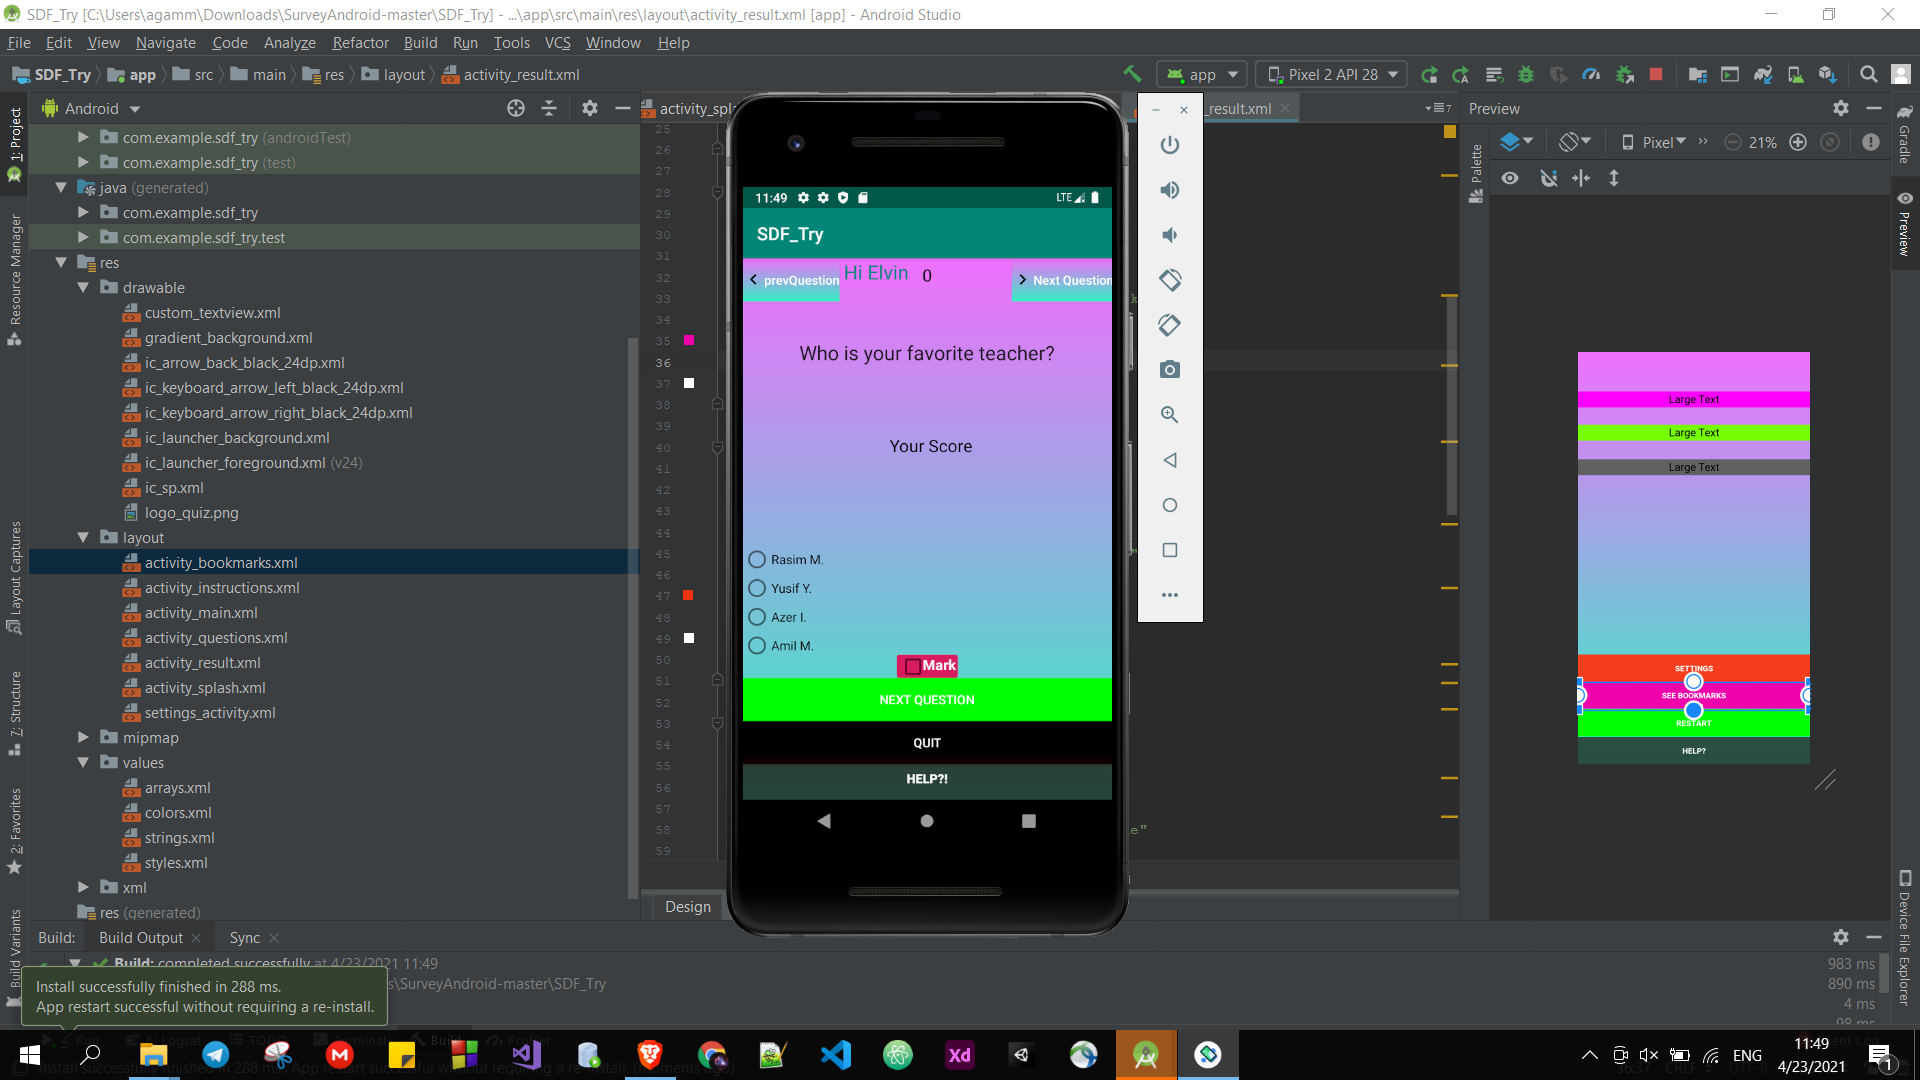 SDF_Try [C:\Users\agamm\Downloads\SurveyAndroid-master\SDF_Try] - ...\app\src\main\res\layout\activity_result.xml [app] - Android Studio
File Edit View Navigate Code Analyze Refactor Build Run Tools VCS Window Help
SDF_Try app src main res layout activity_result.xml
app Pixel 2 API 28
Android
activity_spl
_result.xml
7
Preview
1: Project
Resource Manager
Layout Captures
7: Structure
2: Favorites
Build Variants
com.example.sdf_try (androidTest)
com.example.sdf_try (test)
java (generated)
com.example.sdf_try
com.example.sdf_try.test
res
drawable
custom_textview.xml
gradient_background.xml
ic_arrow_back_black_24dp.xml
ic_keyboard_arrow_left_black_24dp.xml
ic_keyboard_arrow_right_black_24dp.xml
ic_launcher_background.xml
ic_launcher_foreground.xml (v24)
ic_sp.xml
logo_quiz.png
layout
activity_bookmarks.xml
activity_instructions.xml
activity_main.xml
activity_questions.xml
activity_result.xml
activity_splash.xml
settings_activity.xml
mipmap
values
arrays.xml
colors.xml
strings.xml
styles.xml
xml
res (generated)
25
26
27
28
29
30
31
32
33
34
35
36
37
38
39
40
41
42
43
44
45
46
47
48
49
50
51
52
53
54
55
56
57
58
59
k
"
e"
Design
11:49
LTE
SDF_Try
prevQuestion
Hi Elvin
0
Next Question
Who is your favorite teacher?
Your Score
Rasim M.
Yusif Y.
Azer I.
Amil M.
Mark
NEXT QUESTION
QUIT
HELP?!
Palette
Pixel
21%
Large Text
Large Text
Large Text
SETTINGS
SEE BOOKMARKS
RESTART
HELP?
Gradle
Preview
Device File Explorer
Build: Build Output Sync
Build: completed successfully at 4/23/2021 11:49
983 ms
s\SurveyAndroid-master\SDF_Try
890 ms
4 ms
98 ms
Install successfully finished in 288 ms.
App restart successful without requiring a re-install.
Xd
ENG
11:49
4/23/2021
1